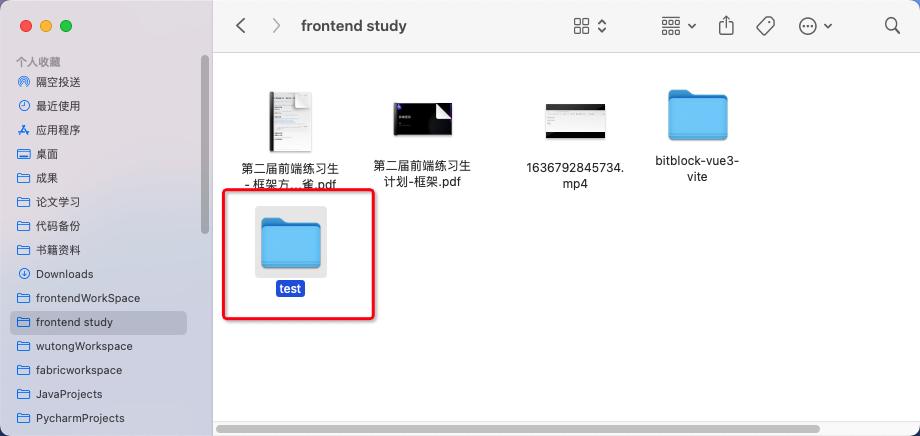 frontend study
个人收藏
隔空投送
最近使用
应用程序
桌面
成果
论文学习
代码备份
书籍资料
Downloads
frontendWorkSpace
frontend study
wutongWorkspace
fabricworkspace
JavaProjects
PycharmProjects
第二届前端练习生
- 框架方...雀.pdf
第二届前端练习生
计划-框架.pdf
1636792845734.
mp4
bitblock-vue3-
vite
test